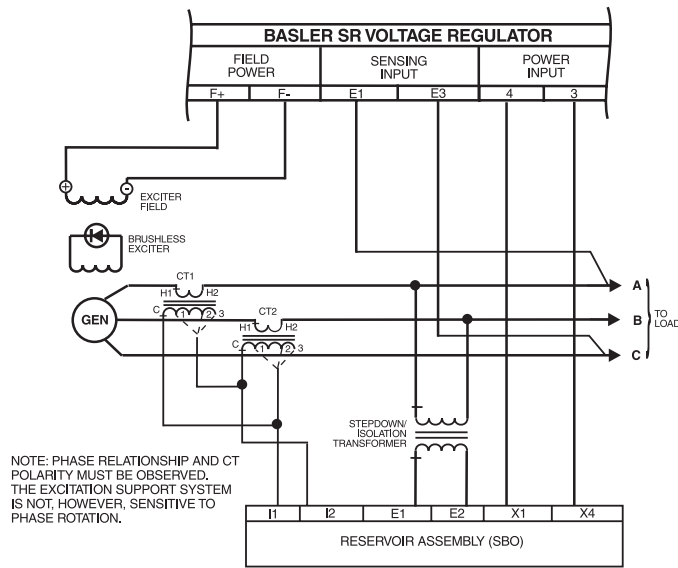 BASLER SR VOLTAGE REGULATOR
FIELD POWER
SENSING INPUT
POWER INPUT
F+ F- E1 E3 4 3
+ -
EXCITER FIELD
BRUSHLESS EXCITER
CT1
H1 H2
C 1 2 3
CT2
H1 H2
C 1 2 3
GEN
A
B
C
TO LOAD
STEPDOWN/
ISOLATION
TRANSFORMER
NOTE: PHASE RELATIONSHIP AND CT
POLARITY MUST BE OBSERVED.
THE EXCITATION SUPPORT SYSTEM
IS NOT, HOWEVER, SENSITIVE TO
PHASE ROTATION.
I1 I2 E1 E2 X1 X4
RESERVOIR ASSEMBLY (SBO)